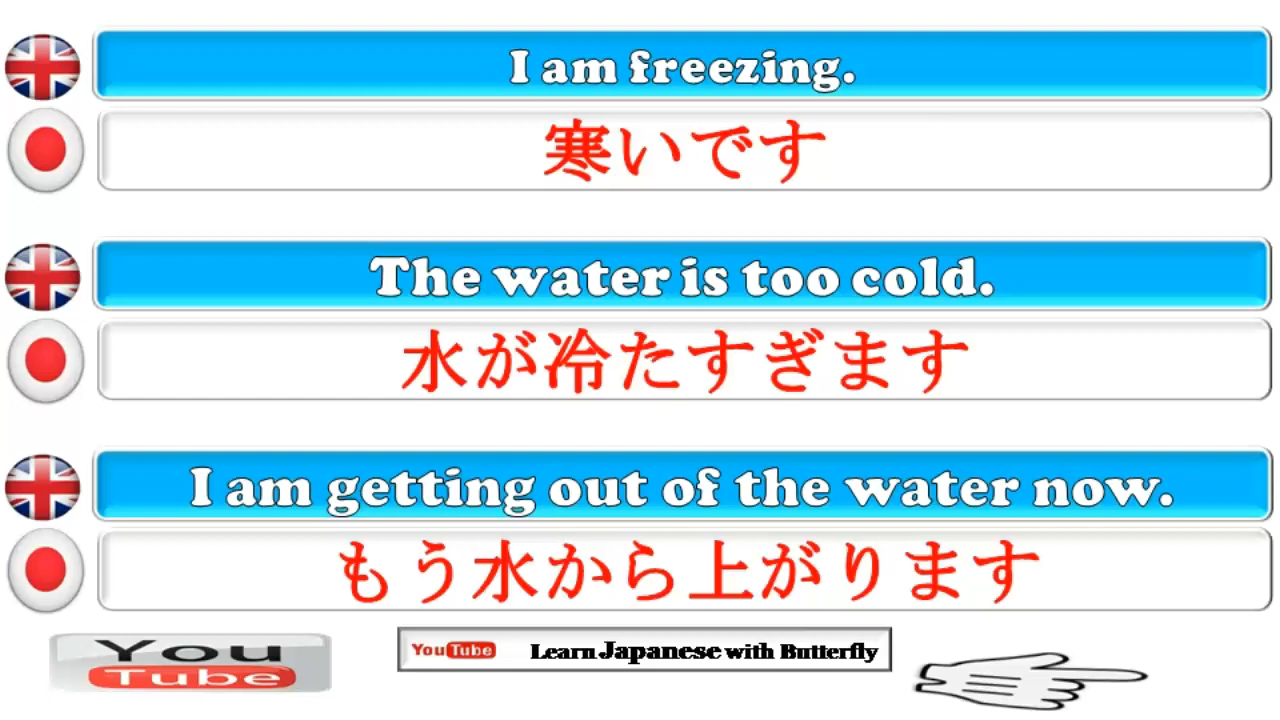 I am freezing.
寒いです
The water is too cold.
水が冷たすぎます
I am getting out of the water now.
もう水から上がります
You
Tube
YouTube Learn Japanese with Butterfly